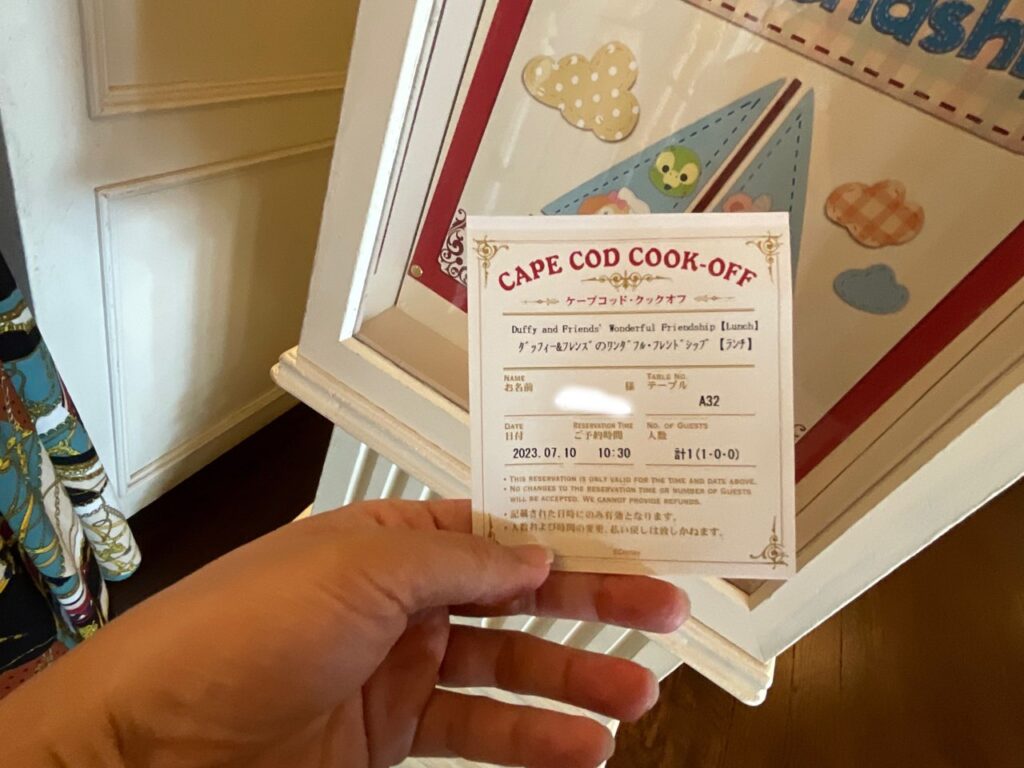 CAPE COD COOK-OFF
ケープコッド・クックオフ
Duffy and Friends' Wonderful Friendship【Lunch】
ﾀﾞｯﾌｨｰ&ﾌﾚﾝｽﾞのﾜﾝﾀﾞﾌﾙ・ﾌﾚﾝﾄﾞｼｯﾌﾟ【ﾗﾝﾁ】
NAME
お名前 様
TABLE NO.
テーブル
A32
DATE
日付
2023.07.10
RESERVATION TIME
ご予約時間
10:30
NO. OF GUESTS
人数
計1(1-0-0)
• THIS RESERVATION IS ONLY VALID FOR THE TIME AND DATE ABOVE.
• NO CHANGES TO THE RESERVATION TIME OR NUMBER OF GUESTS
WILL BE ACCEPTED. WE CANNOT PROVIDE REFUNDS.
• 記載された日時にのみ有効となります。
• 人数および時間の変更、払い戻しは致しかねます。
©Disney